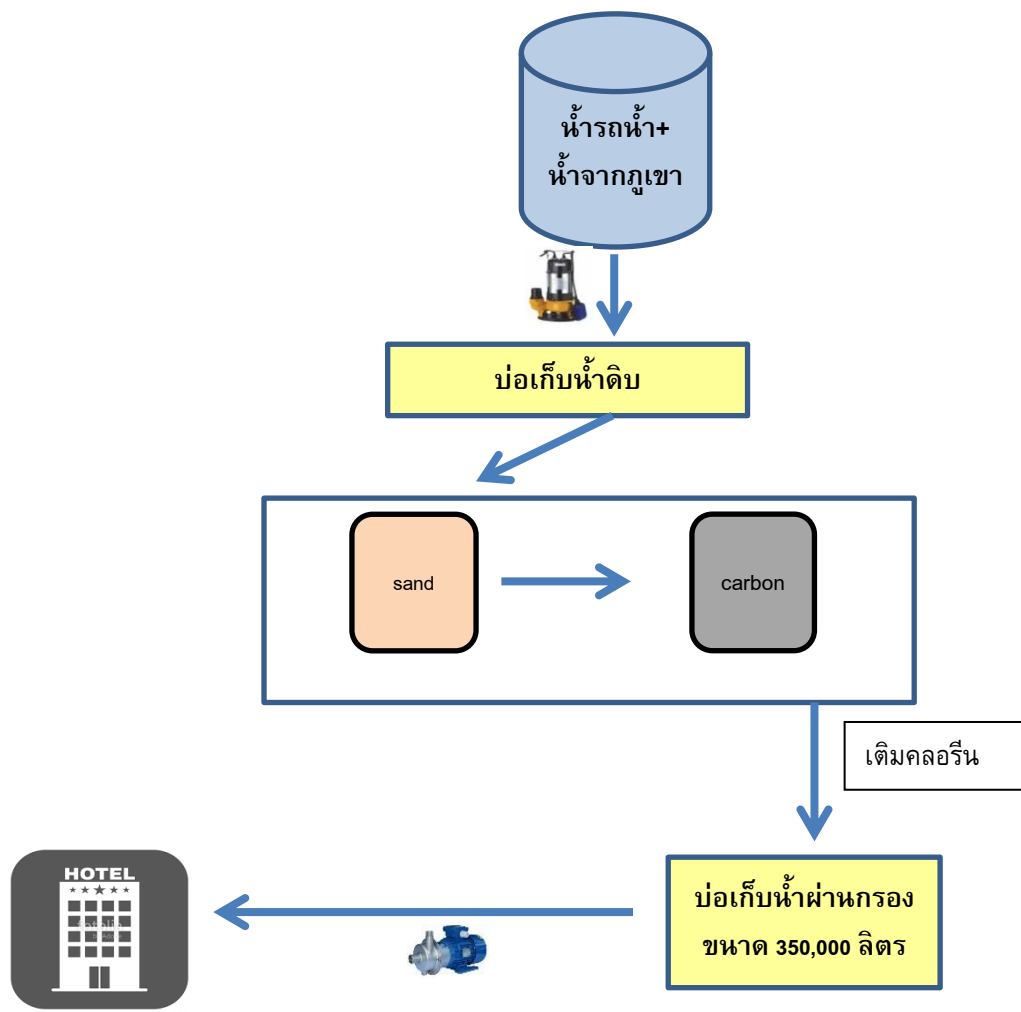 น้ำรถน้ำ+
น้ำจากภูเขา
บ่อเก็บน้ำดิบ
sand
carbon
เติมคลอรีน
HOTEL
บ่อเก็บน้ำผ่านกรอง
ขนาด 350,000 ลิตร